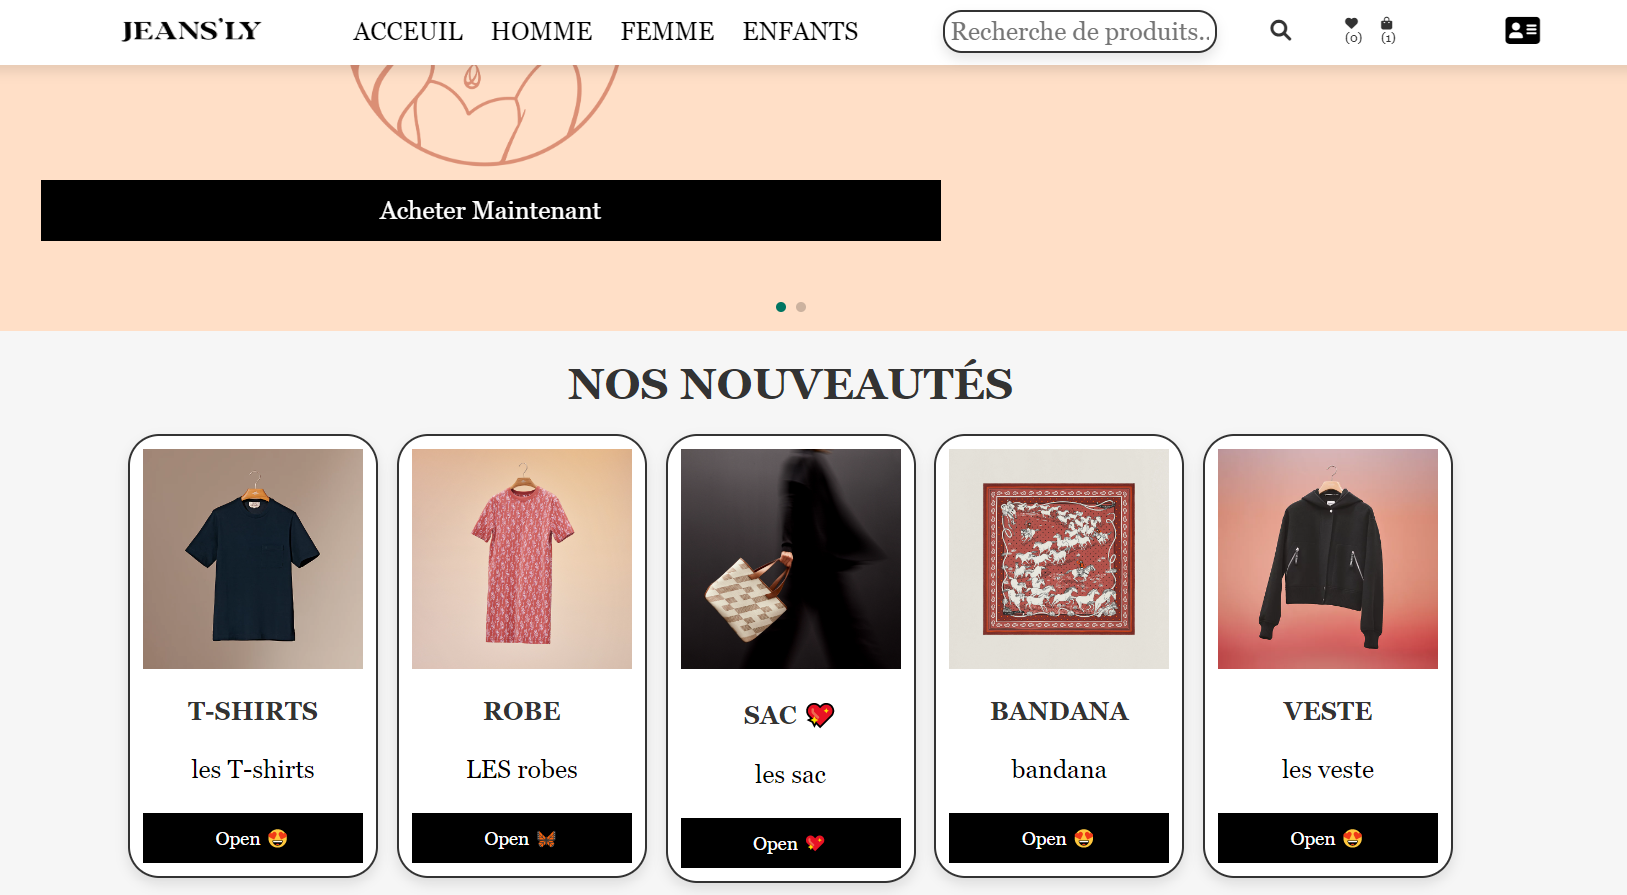 JEANS'LY ACCEUIL HOMME FEMME ENFANTS Recherche de produits..
(0) (1)
Acheter Maintenant
NOS NOUVEAUTÉS
T-SHIRTS
les T-shirts
Open 😍
ROBE
LES robes
Open 🦋
SAC 💖
les sac
Open 💖
BANDANA
bandana
Open 😍
VESTE
les veste
Open 😍